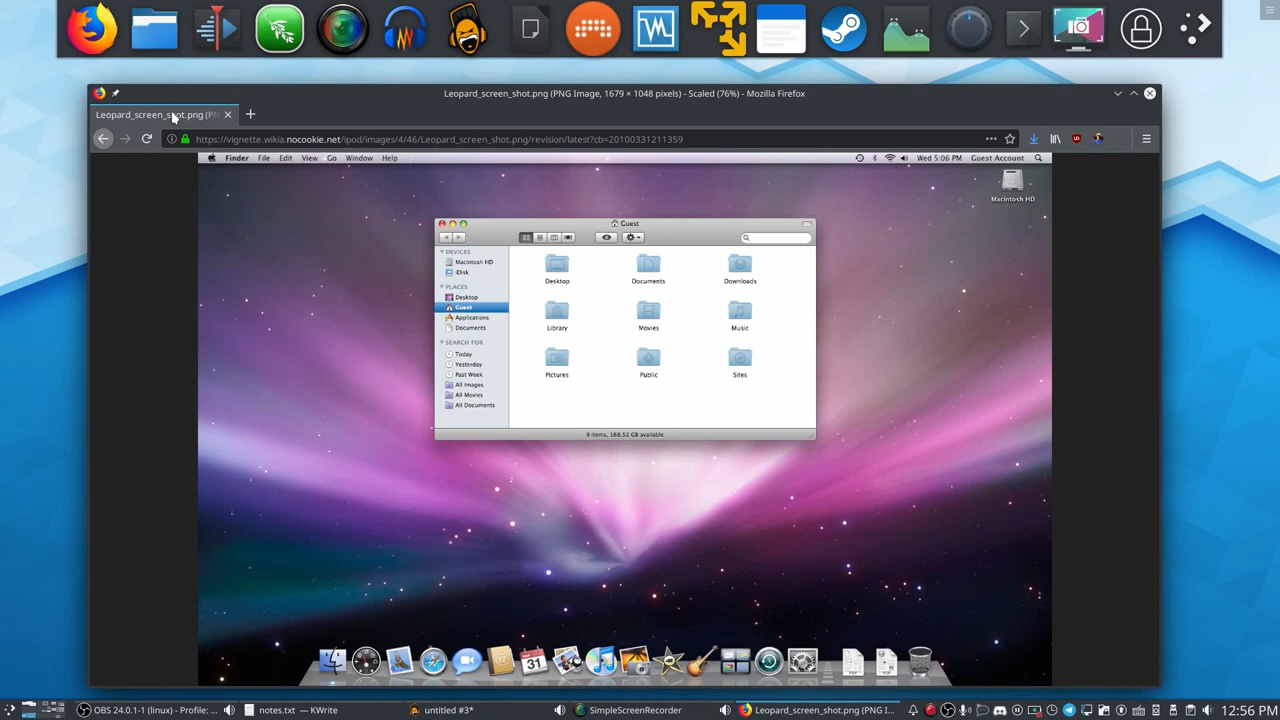 Leopard_screen_shot.png (PNG Image, 1679 × 1048 pixels) - Scaled (76%) - Mozilla Firefox
Leopard_screen_shot.png (PN
https://vignette.wikia.nocookie.net/ipod/images/4/46/Leopard_screen_shot.png/revision/latest?cb=20100331211359
Finder File Edit View Go Window Help Wed 5:06 PM Guest Account
Macintosh HD
Guest
DEVICES
Macintosh HD
iDisk
PLACES
Desktop
Guest
Applications
Documents
SEARCH FOR
Today
Yesterday
Past Week
All Images
All Movies
All Documents
Desktop Documents Downloads
Library Movies Music
Pictures Public Sites
9 items, 168.52 GB available
OBS 24.0.1-1 (linux) - Profile: ... notes.txt — KWrite untitled #3* SimpleScreenRecorder Leopard_screen_shot.png (PNG I... 12:56 PM